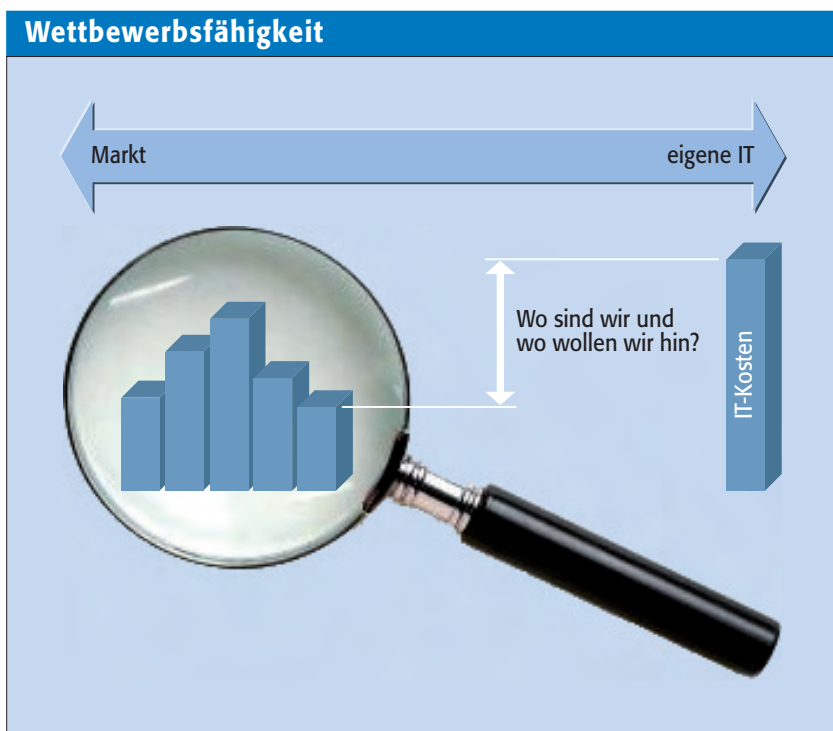 Wettbewerbsfähigkeit
Markt
eigene IT
Wo sind wir und
wo wollen wir hin?
IT-Kosten